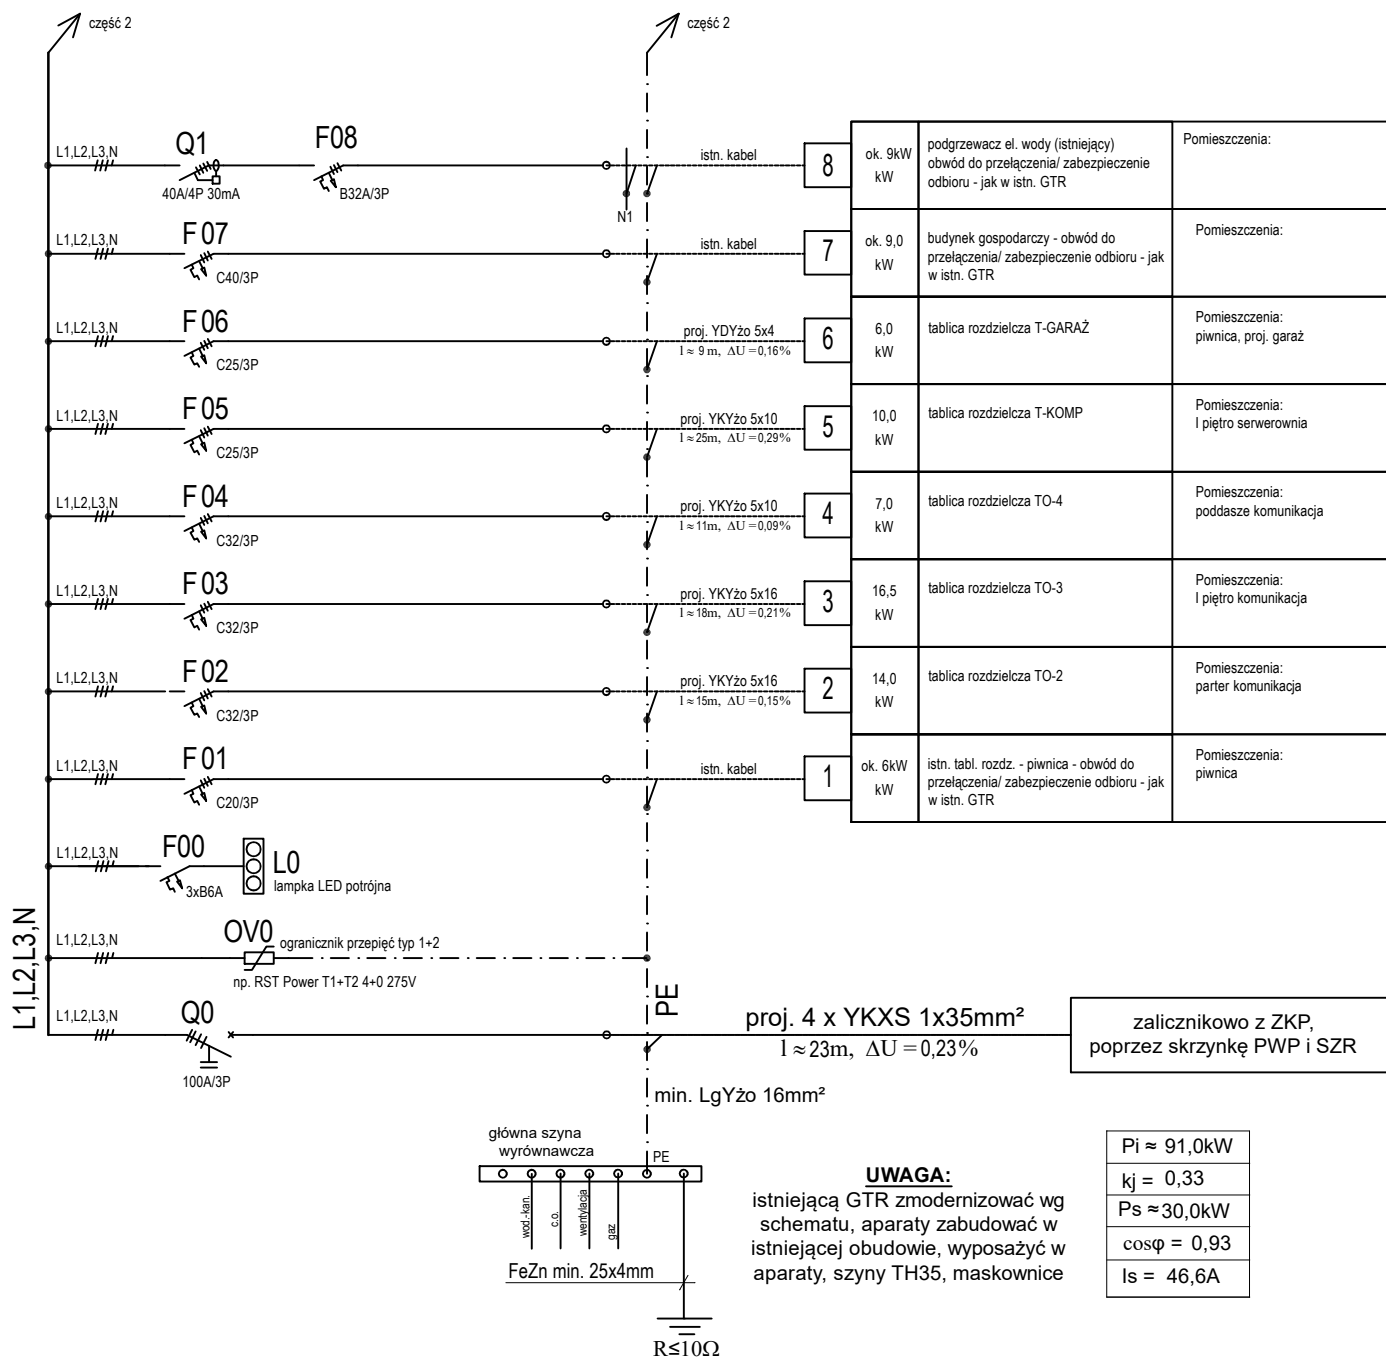 część 2
część 2
L1,L2,L3,N
Q1
40A/4P 30mA
F08
B32A/3P
N1
istn. kabel
8
ok. 9kW
kW
podgrzewacz el. wody (istniejący)
obwód do przełączenia/ zabezpieczenie
odbioru - jak w istn. GTR
Pomieszczenia:
L1,L2,L3,N
F07
C40/3P
istn. kabel
7
ok. 9,0
kW
budynek gospodarczy - obwód do
przełączenia/ zabezpieczenie odbioru - jak
w istn. GTR
Pomieszczenia:
L1,L2,L3,N
F06
C25/3P
proj. YDYżo 5x4
l ≈ 9 m, ΔU =0,16%
6
6,0
kW
tablica rozdzielcza T-GARAŻ
Pomieszczenia:
piwnica, proj. garaż
L1,L2,L3,N
F05
C25/3P
proj. YKYżo 5x10
l ≈25m, ΔU =0,29%
5
10,0
kW
tablica rozdzielcza T-KOMP
Pomieszczenia:
I piętro serwerownia
L1,L2,L3,N
F04
C32/3P
proj. YKYżo 5x10
l ≈11m, ΔU =0,09%
4
7,0
kW
tablica rozdzielcza TO-4
Pomieszczenia:
poddasze komunikacja
L1,L2,L3,N
F03
C32/3P
proj. YKYżo 5x16
l ≈18m, ΔU =0,21%
3
16,5
kW
tablica rozdzielcza TO-3
Pomieszczenia:
I piętro komunikacja
L1,L2,L3,N
F02
C32/3P
proj. YKYżo 5x16
l ≈15m, ΔU =0,15%
2
14,0
kW
tablica rozdzielcza TO-2
Pomieszczenia:
parter komunikacja
L1,L2,L3,N
F01
C20/3P
istn. kabel
1
ok. 6kW
kW
istn. tabl. rozdz. - piwnica - obwód do
przełączenia/ zabezpieczenie odbioru - jak
w istn. GTR
Pomieszczenia:
piwnica
L1,L2,L3,N
F00
3xB6A
L0
lampka LED potrójna
L1,L2,L3,N
L1,L2,L3,N
OV0
ogranicznik przepięć typ 1+2
np. RST Power T1+T2 4+0 275V
L1,L2,L3,N
Q0
100A/3P
PE
proj. 4 x YKXS 1x35mm²
l ≈23m, ΔU =0,23%
zalicznikowo z ZKP,
poprzez skrzynkę PWP i SZR
min. LgYżo 16mm²
główna szyna
wyrównawcza
PE
wod.-kan.
c.o.
wentylacja
gaz
FeZn min. 25x4mm
R≤10Ω
UWAGA:
istniejącą GTR zmodernizować wg
schematu, aparaty zabudować w
istniejącej obudowie, wyposażyć w
aparaty, szyny TH35, maskownice
Pi ≈ 91,0kW
kj = 0,33
Ps ≈30,0kW
cosφ = 0,93
Is = 46,6A